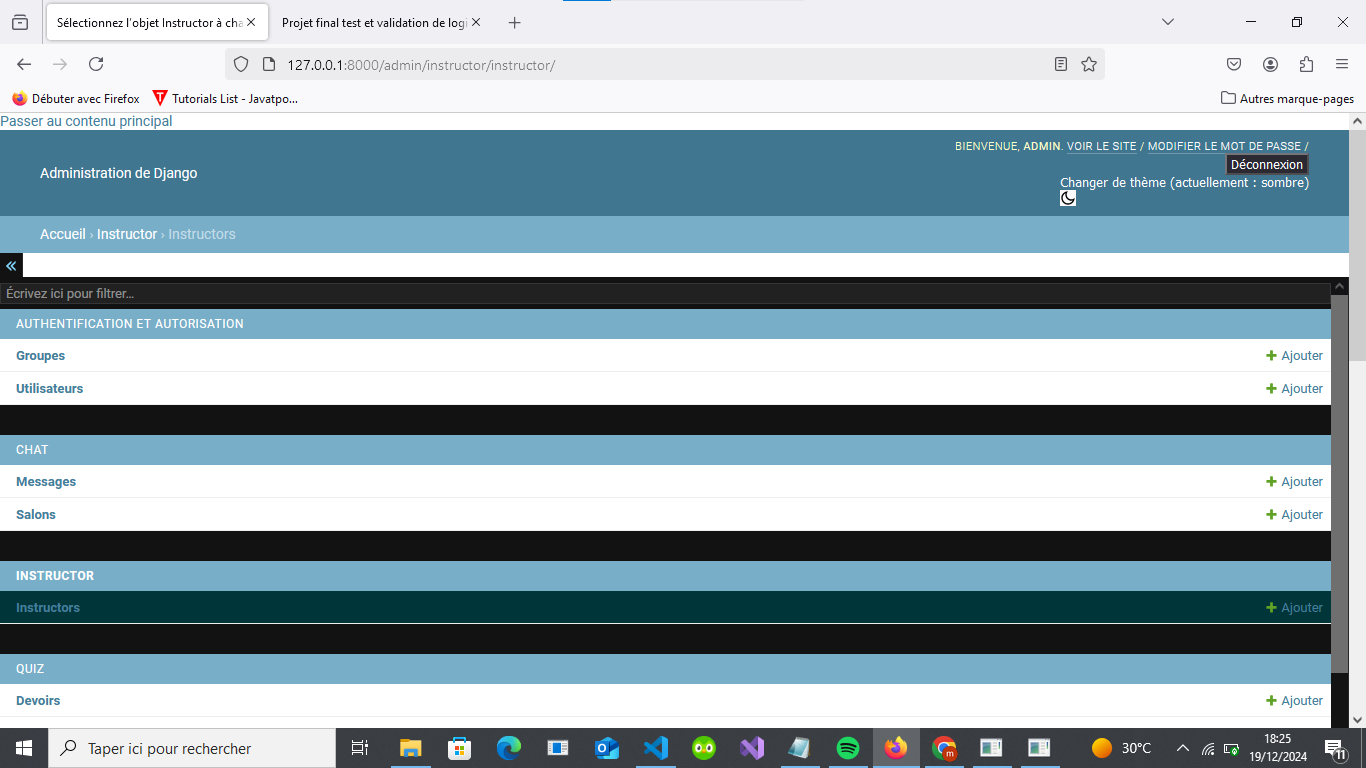 Sélectionnez l'objet Instructor à cha
Projet final test et validation de logi
127.0.0.1:8000/admin/instructor/instructor/
Débuter avec Firefox
Tutorials List - Javatpo...
Autres marque-pages
Passer au contenu principal
Administration de Django
BIENVENUE, ADMIN. VOIR LE SITE / MODIFIER LE MOT DE PASSE /
Déconnexion
Changer de thème (actuellement : sombre)
Accueil › Instructor › Instructors
«
Écrivez ici pour filtrer…
AUTHENTIFICATION ET AUTORISATION
Groupes Ajouter
Utilisateurs Ajouter
CHAT
Messages Ajouter
Salons Ajouter
INSTRUCTOR
Instructors Ajouter
QUIZ
Devoirs Ajouter
Taper ici pour rechercher
m
30°C
18:25
19/12/2024
11